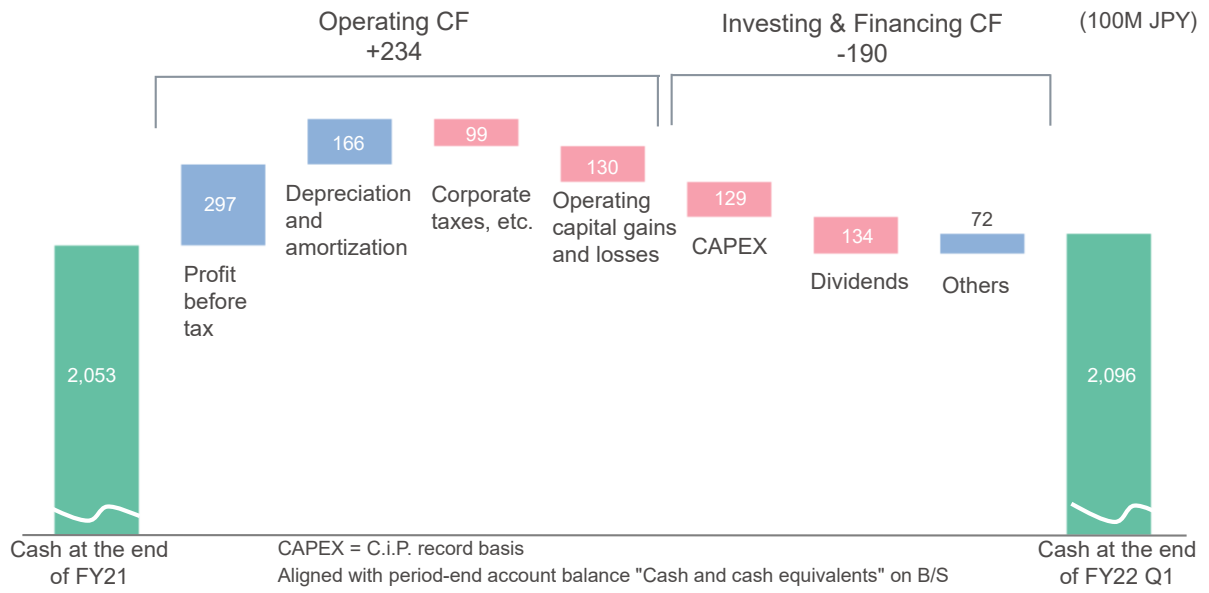 Operating CF
+234
Investing & Financing CF
-190
(100M JPY)
297
Profit
before
tax
166
Depreciation
and
amortization
99
Corporate
taxes, etc.
130
Operating
capital gains
and losses
129
CAPEX
134
Dividends
72
Others
2,053
2,096
Cash at the end
of FY21
CAPEX = C.i.P. record basis
Aligned with period-end account balance "Cash and cash equivalents" on B/S
Cash at the end
of FY22 Q1